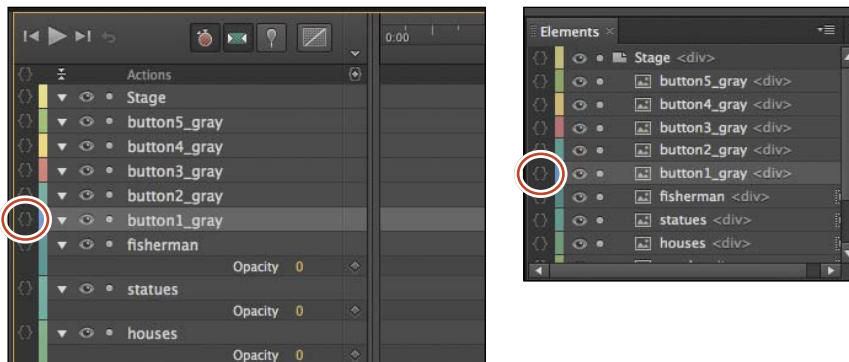 0:00
Actions
Stage
button5_gray
button4_gray
button3_gray
button2_gray
button1_gray
fisherman
Opacity 0
statues
Opacity 0
houses
Opacity 0
Elements
Stage <div>
button5_gray <div>
button4_gray <div>
button3_gray <div>
button2_gray <div>
button1_gray <div>
fisherman <div>
statues <div>
houses <div>